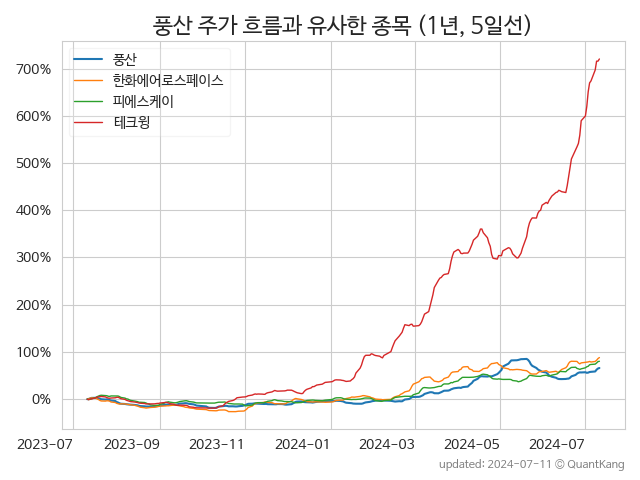 풍산 주가 흐름과 유사한 종목 (1년, 5일선)
풍산
한화에어로스페이스
피에스케이
테크윙
700%
600%
500%
400%
300%
200%
100%
0%
2023-07
2023-09
2023-11
2024-01
2024-03
2024-05
2024-07
updated: 2024-07-11 © QuantKang